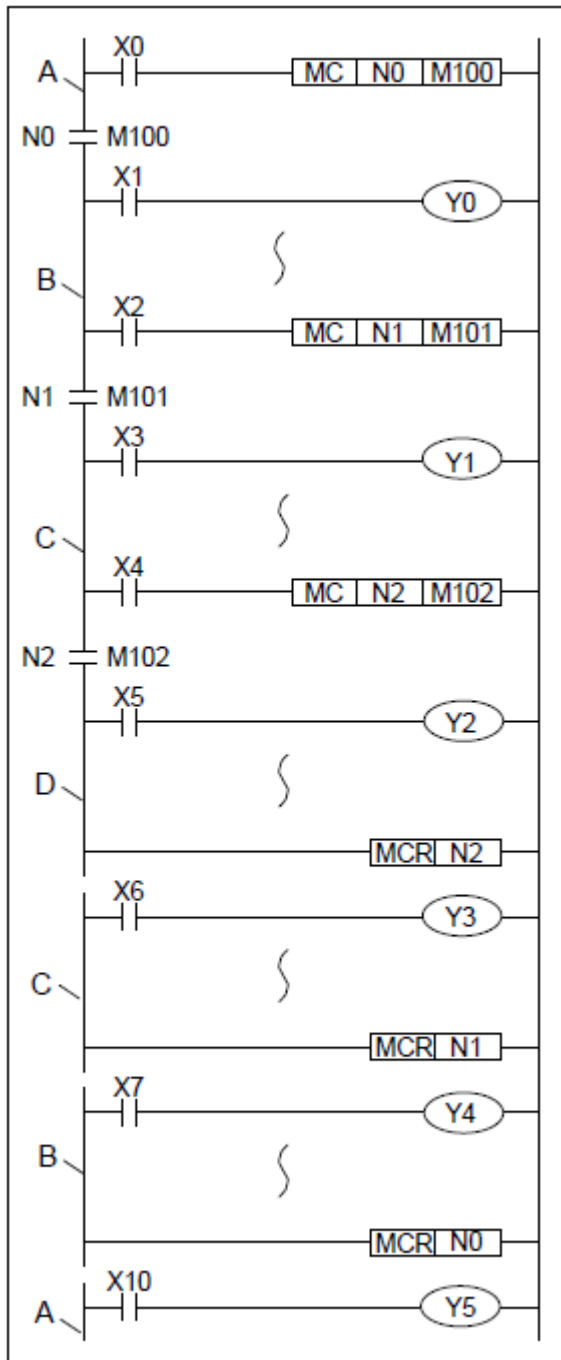 X0
A MC N0 M100
N0 M100
X1
Y0
B
X2
MC N1 M101
N1 M101
X3
Y1
C
X4
MC N2 M102
N2 M102
X5
Y2
D
MCR N2
X6
Y3
C
MCR N1
X7
Y4
B
MCR N0
X10
A Y5